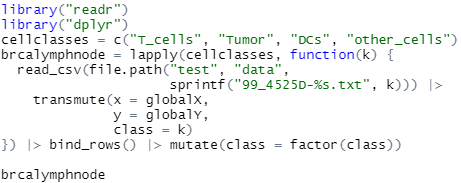 library("readr")
library("dplyr")
cellclasses = c("T_cells", "Tumor", "DCs", "other_cells")
brcalymphnode = lapply(cellclasses, function(k) {
  read_csv(file.path("test", "data",
                     sprintf("99_4525D-%s.txt", k))) |>
    transmute(x = globalX,
              y = globalY,
              class = k)
}) |> bind_rows() |> mutate(class = factor(class))
brcalymphnode